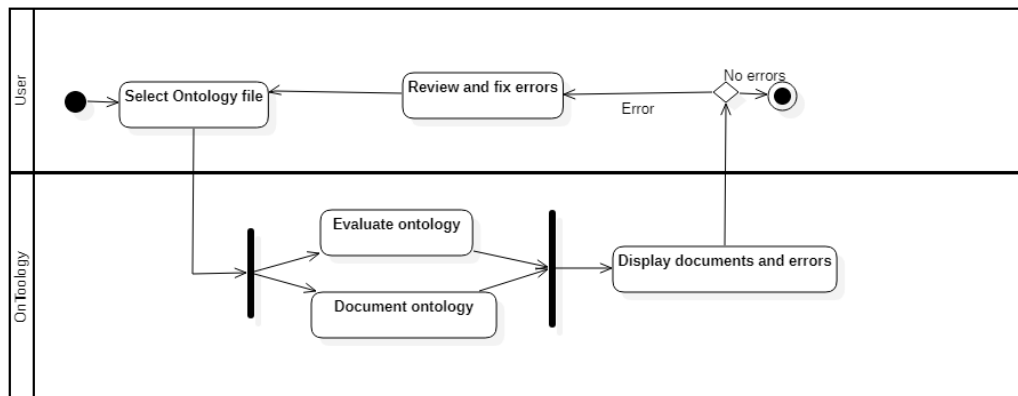 User
Select Ontology file
Review and fix errors
Error
No errors
OnToology
Evaluate ontology
Document ontology
Display documents and errors